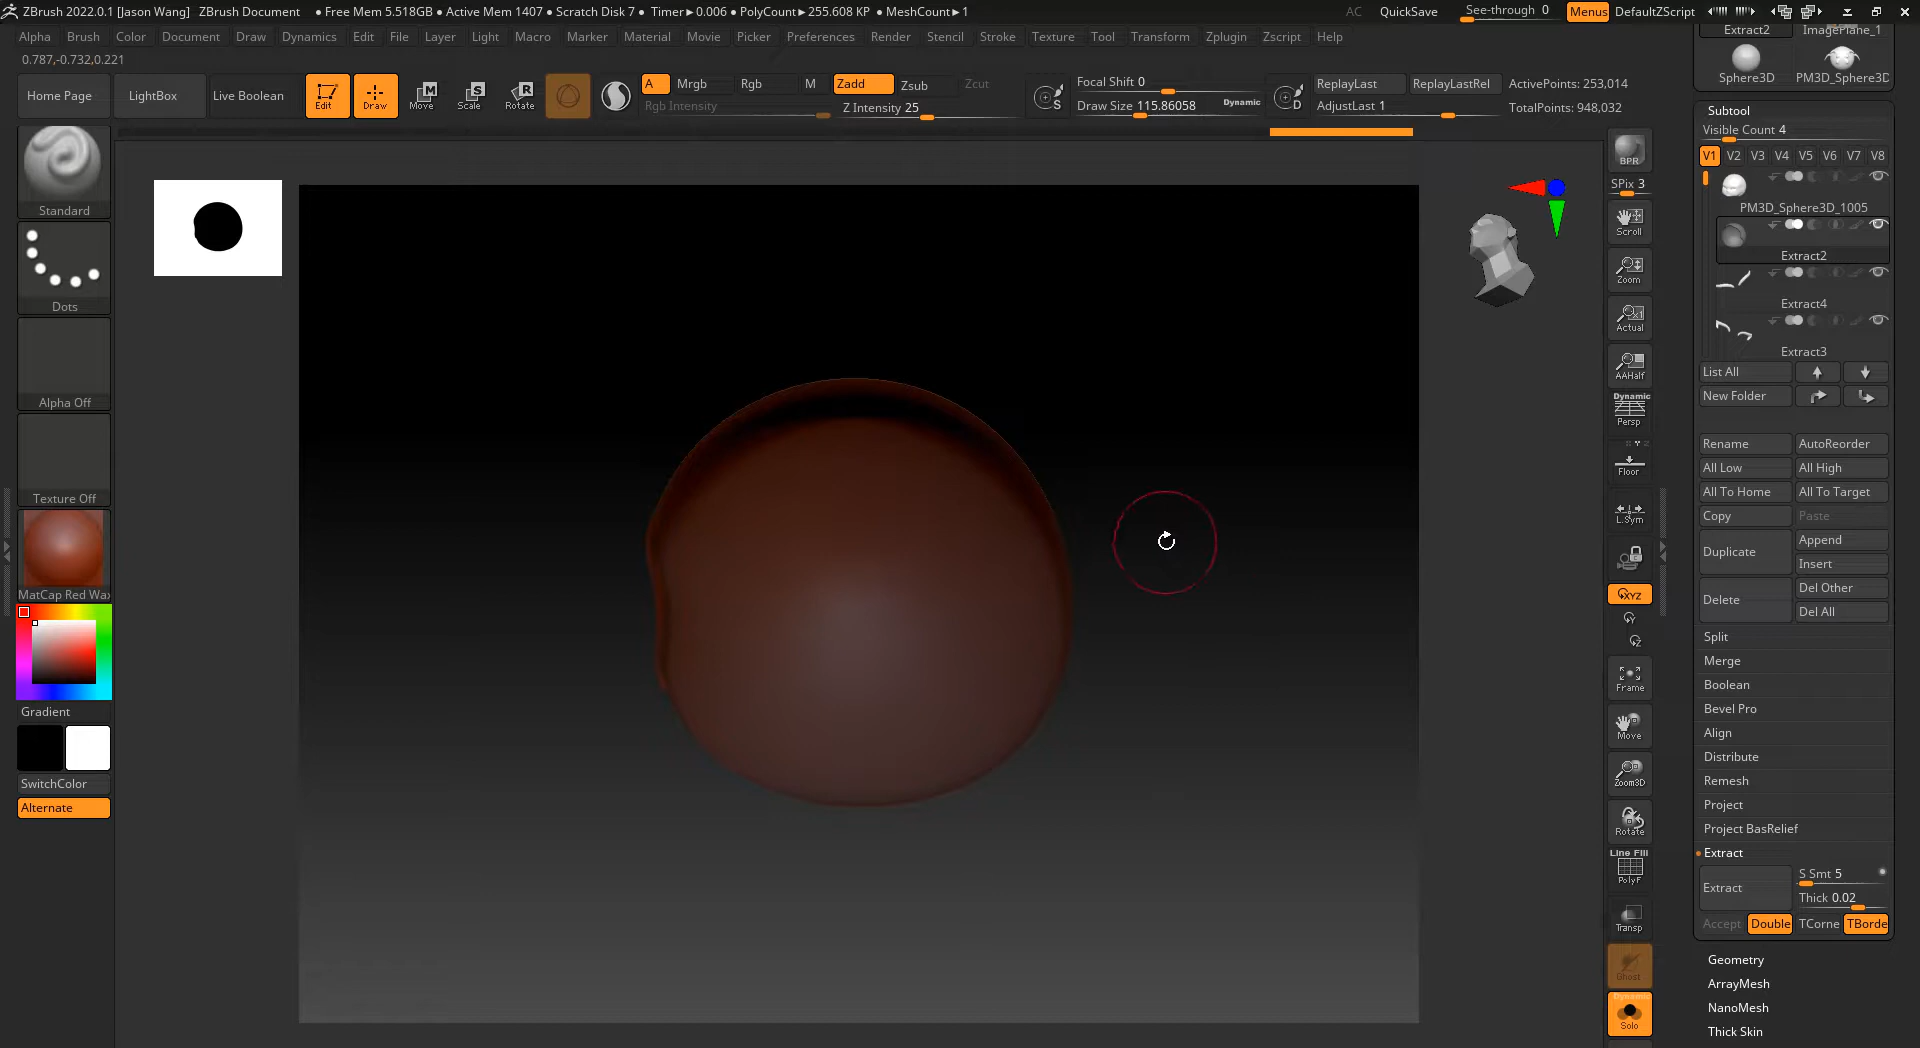 ZBrush 2022.0.1 [Jason Wang] ZBrush Document • Free Mem 5.518GB • Active Mem 1407 • Scratch Disk 7 • Timer►0.006 • PolyCount►255.608 KP • MeshCount►1 AC QuickSave See-through 0 Menus DefaultZScript
Alpha Brush Color Document Draw Dynamics Edit File Layer Light Macro Marker Material Movie Picker Preferences Render Stencil Stroke Texture Tool Transform Zplugin Zscript Help
0.787,-0.732,0.221
Home Page LightBox Live Boolean Edit Draw Move Scale Rotate
A Mrgb Rgb M Zadd Zsub Zcut
Rgb Intensity Z Intensity 25
Focal Shift 0
Draw Size 115.86058 Dynamic
S D
ReplayLast ReplayLastRel
AdjustLast 1
ActivePoints: 253,014
TotalPoints: 948,032
Standard
Dots
Alpha Off
Texture Off
MatCap Red Wax
Gradient
SwitchColor
Alternate
BPR
SPix 3
Scroll
Zoom
Actual
AAHalf
Dynamic
Persp
Floor
L.Sym
XYZ
Y
Z
Frame
Move
Zoom3D
Rotate
Line Fill
PolyF
Transp
Ghost
Dynamic
Solo
Extract2 ImagePlane_1
Sphere3D PM3D_Sphere3D
Subtool
Visible Count 4
V1 V2 V3 V4 V5 V6 V7 V8
PM3D_Sphere3D_1005
Extract2
Extract4
Extract3
List All
New Folder
Rename AutoReorder
All Low All High
All To Home All To Target
Copy Paste
Duplicate Append
Insert
Delete Del Other
Del All
Split
Merge
Boolean
Bevel Pro
Align
Distribute
Remesh
Project
Project BasRelief
Extract
Extract S Smt 5
Thick 0.02
Accept Double TCorne TBorde
Geometry
ArrayMesh
NanoMesh
Thick Skin